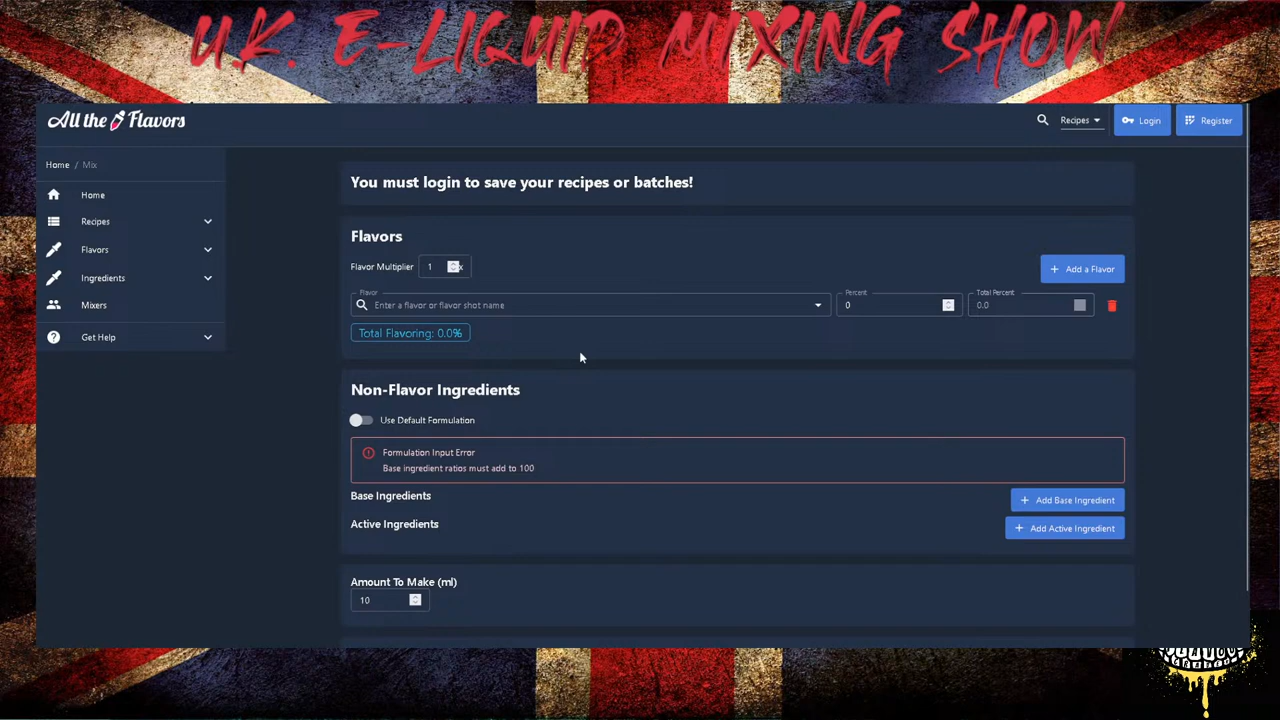 U.K. E-LIQUID MIXING SHOW
All the Flavors
Recipes
Login
Register
Home / Mix
Home
Recipes
Flavors
Ingredients
Mixers
Get Help
You must login to save your recipes or batches!
Flavors
Flavor Multiplier
1
+ Add a Flavor
Flavor
Enter a flavor or flavor shot name
Percent
0
Total Percent
0.0
Total Flavoring: 0.0%
Non-Flavor Ingredients
Use Default Formulation
Formulation Input Error
Base ingredient ratios must add to 100
Base Ingredients
+ Add Base Ingredient
Active Ingredients
+ Add Active Ingredient
Amount To Make (ml)
10